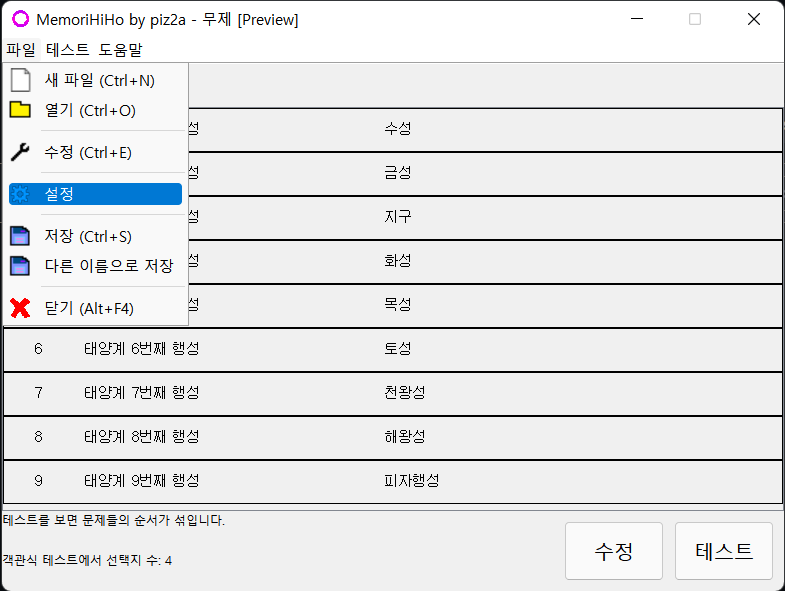 MemoriHiHo by piz2a - 무제 [Preview]
파일 테스트 도움말
새 파일 (Ctrl+N)
열기 (Ctrl+O)
수정 (Ctrl+E)
설정
저장 (Ctrl+S)
다른 이름으로 저장
닫기 (Alt+F4)
성 수성
성 금성
성 지구
성 화성
성 목성
6 태양계 6번째 행성 토성
7 태양계 7번째 행성 천왕성
8 태양계 8번째 행성 해왕성
9 태양계 9번째 행성 피자행성
테스트를 보면 문제들의 순서가 섞입니다.
객관식 테스트에서 선택지 수: 4
수정 테스트